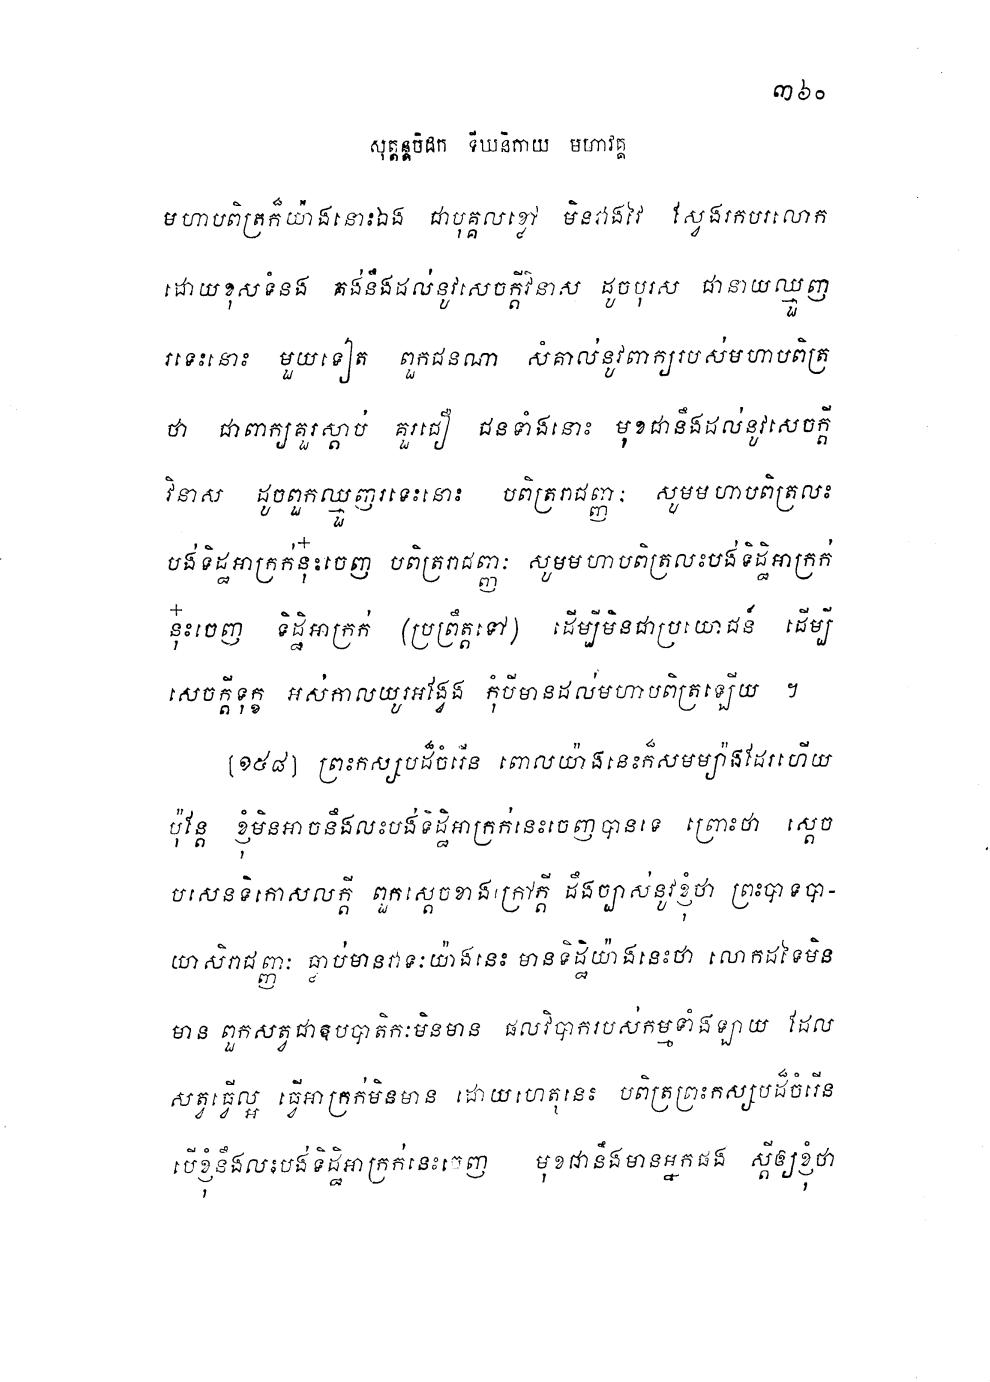 ៣៦០
សុត្តន្តបិដក ទីឃនិកាយ មហាវគ្គ
មហាបពិត្រក៏យ៉ាងនោះឯង ជាបុគ្គលខ្លៅ មិនវាងវៃ ស្វែងរកបរលោក
ដោយខុសទំនង គង់នឹងដល់នូវសេចក្តីវិនាស ដូចបុរស ជានាយឈ្មួញ
រទេះនោះ មួយទៀត ពួកជនណា សំគាល់នូវពាក្យរបស់មហាបពិត្រ
ថា ជាពាក្យគួរស្តាប់ គួរជឿ ជនទាំងនោះ មុខជានឹងដល់នូវសេចក្តី
វិនាស ដូចពួកឈ្មួញរទេះនោះ បពិត្ររាជញ្ញៈ សូមមហាបពិត្រលះ
បង់ទិដ្ឋិអាក្រក់នុ៎ះចេញ បពិត្ររាជញ្ញៈ សូមមហាបពិត្រលះបង់ទិដ្ឋិអាក្រក់
នុ៎ះចេញ ទិដ្ឋិអាក្រក់ (ប្រព្រឹត្តទៅ) ដើម្បីមិនជាប្រយោជន៍ ដើម្បី
សេចក្តីទុក្ខ អស់កាលយូរអង្វែង កុំបីមានដល់មហាបពិត្រឡើយ ។
[១៥៨] ព្រះកស្សបដ៏ចំរើន ពោលយ៉ាងនេះក៏សមម្យ៉ាងដែរហើយ
ប៉ុន្តែ ខ្ញុំមិនអាចនឹងលះបង់ទិដ្ឋិអាក្រក់នេះចេញបានទេ ព្រោះថា ស្តេច
បសេនទិកោសលក្តី ពួកស្តេចខាងក្រៅក្តី ដឹងច្បាស់នូវខ្ញុំថា ព្រះបាទបា-
យាសិរាជញ្ញៈ ធ្លាប់មានវាទៈយ៉ាងនេះ មានទិដ្ឋិយ៉ាងនេះថា លោកដទៃមិន
មាន ពួកសត្វជាឧបបាតិកៈមិនមាន ផលវិបាករបស់កម្មទាំងឡាយ ដែល
សត្វធ្វើល្អ ធ្វើអាក្រក់មិនមាន ដោយហេតុនេះ បពិត្រព្រះកស្សបដ៏ចំរើន
បើខ្ញុំនឹងលះបង់ទិដ្ឋិអាក្រក់នេះចេញ មុខជានឹងមានអ្នកផង ស្តីឲ្យខ្ញុំថា